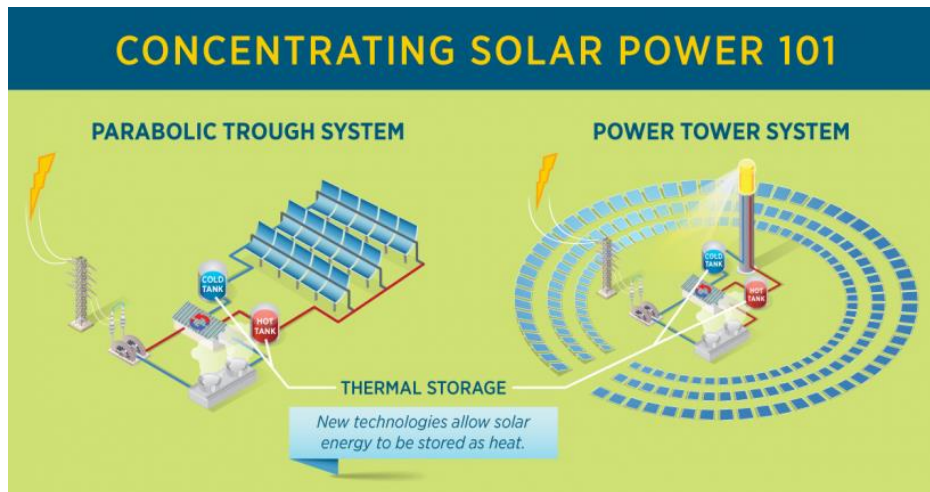 CONCENTRATING SOLAR POWER 101
PARABOLIC TROUGH SYSTEM
POWER TOWER SYSTEM
COLD
TANK
HOT
TANK
COLD
TANK
HOT
TANK
THERMAL STORAGE
New technologies allow solar
energy to be stored as heat.